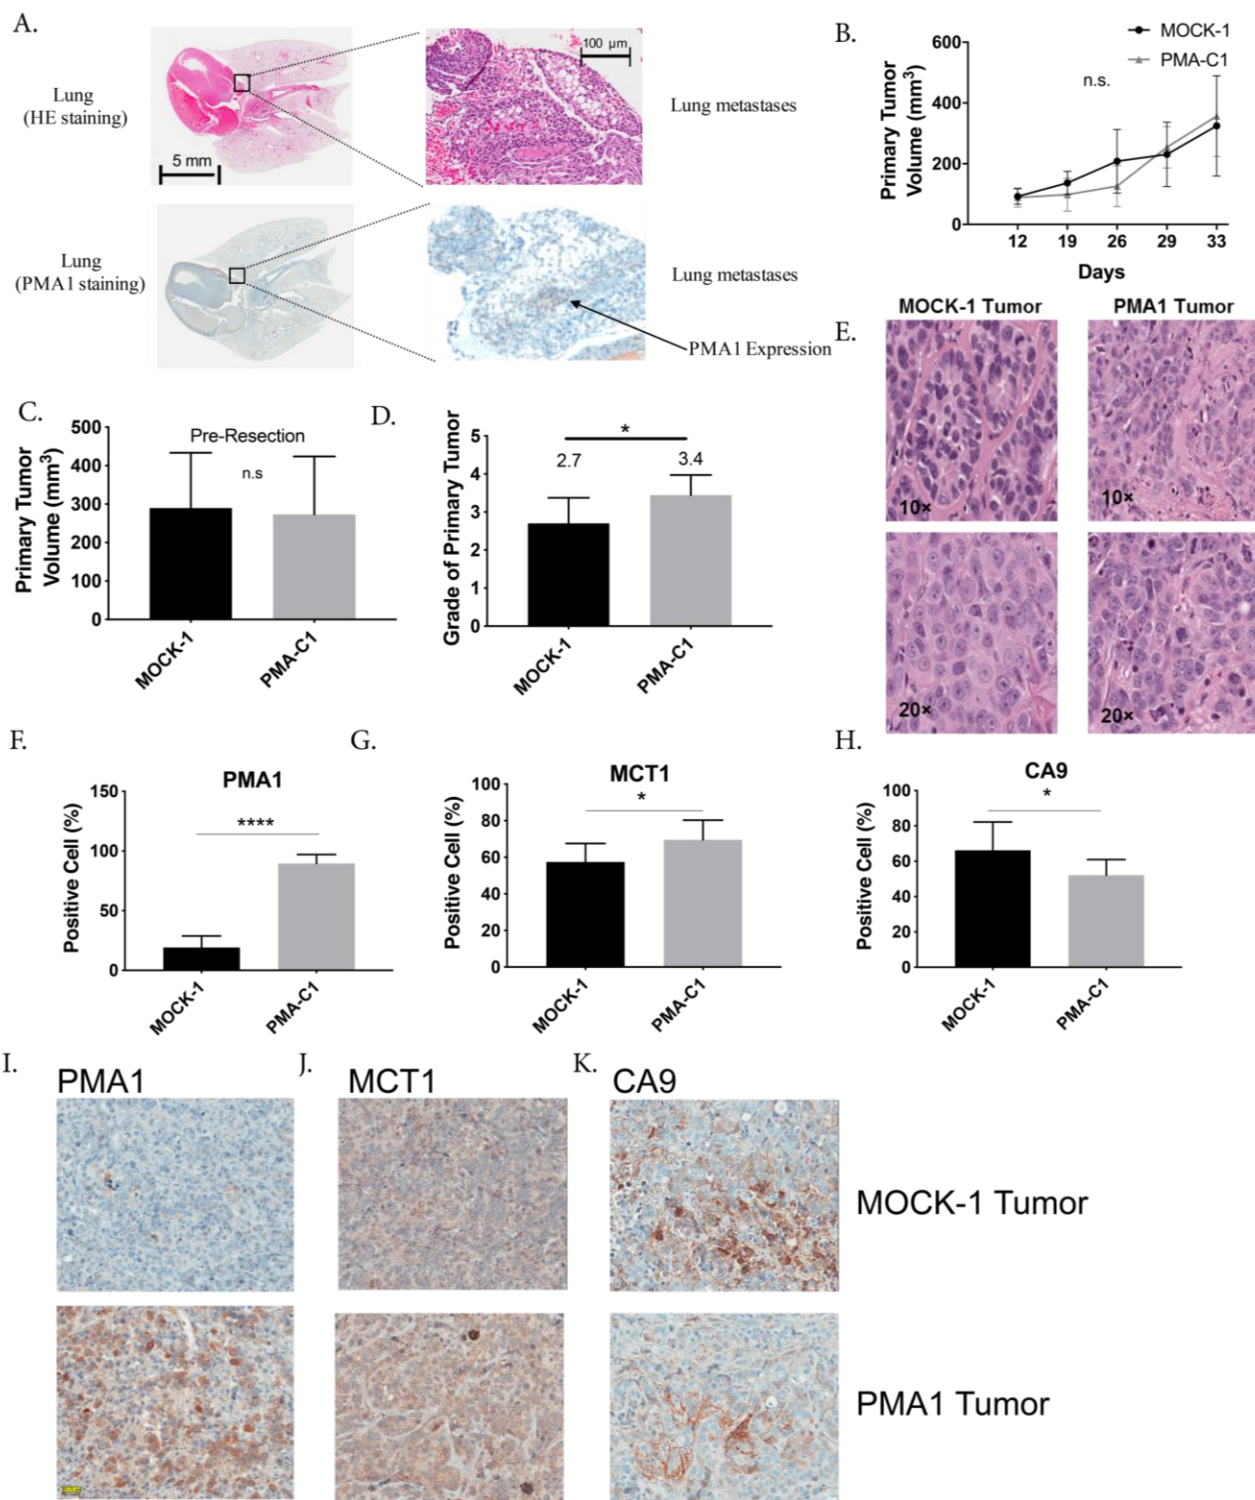 A.
Lung
(HE staining)
5 mm
100 µm
Lung metastases
Lung
(PMA1 staining)
Lung metastases
PMA1 Expression
B.
MOCK-1
PMA-C1
n.s.
Primary Tumor
Volume (mm³)
600
400
200
0
12 19 26 29 33
Days
C.
Primary Tumor
Volume (mm³)
500
400
300
200
100
0
Pre-Resection
n.s
MOCK-1
PMA-C1
D.
Grade of Primary Tumor
5
4
3
2
1
0
*
2.7
3.4
MOCK-1
PMA-C1
E.
MOCK-1 Tumor
PMA1 Tumor
10×
10×
20×
20×
F.
PMA1
Positive Cell (%)
150
100
50
0
****
MOCK-1
PMA-C1
G.
MCT1
Positive Cell (%)
100
80
60
40
20
0
*
MOCK-1
PMA-C1
H.
CA9
Positive Cell (%)
100
80
60
40
20
0
*
MOCK-1
PMA-C1
I.
PMA1
J.
MCT1
K.
CA9
MOCK-1 Tumor
PMA1 Tumor